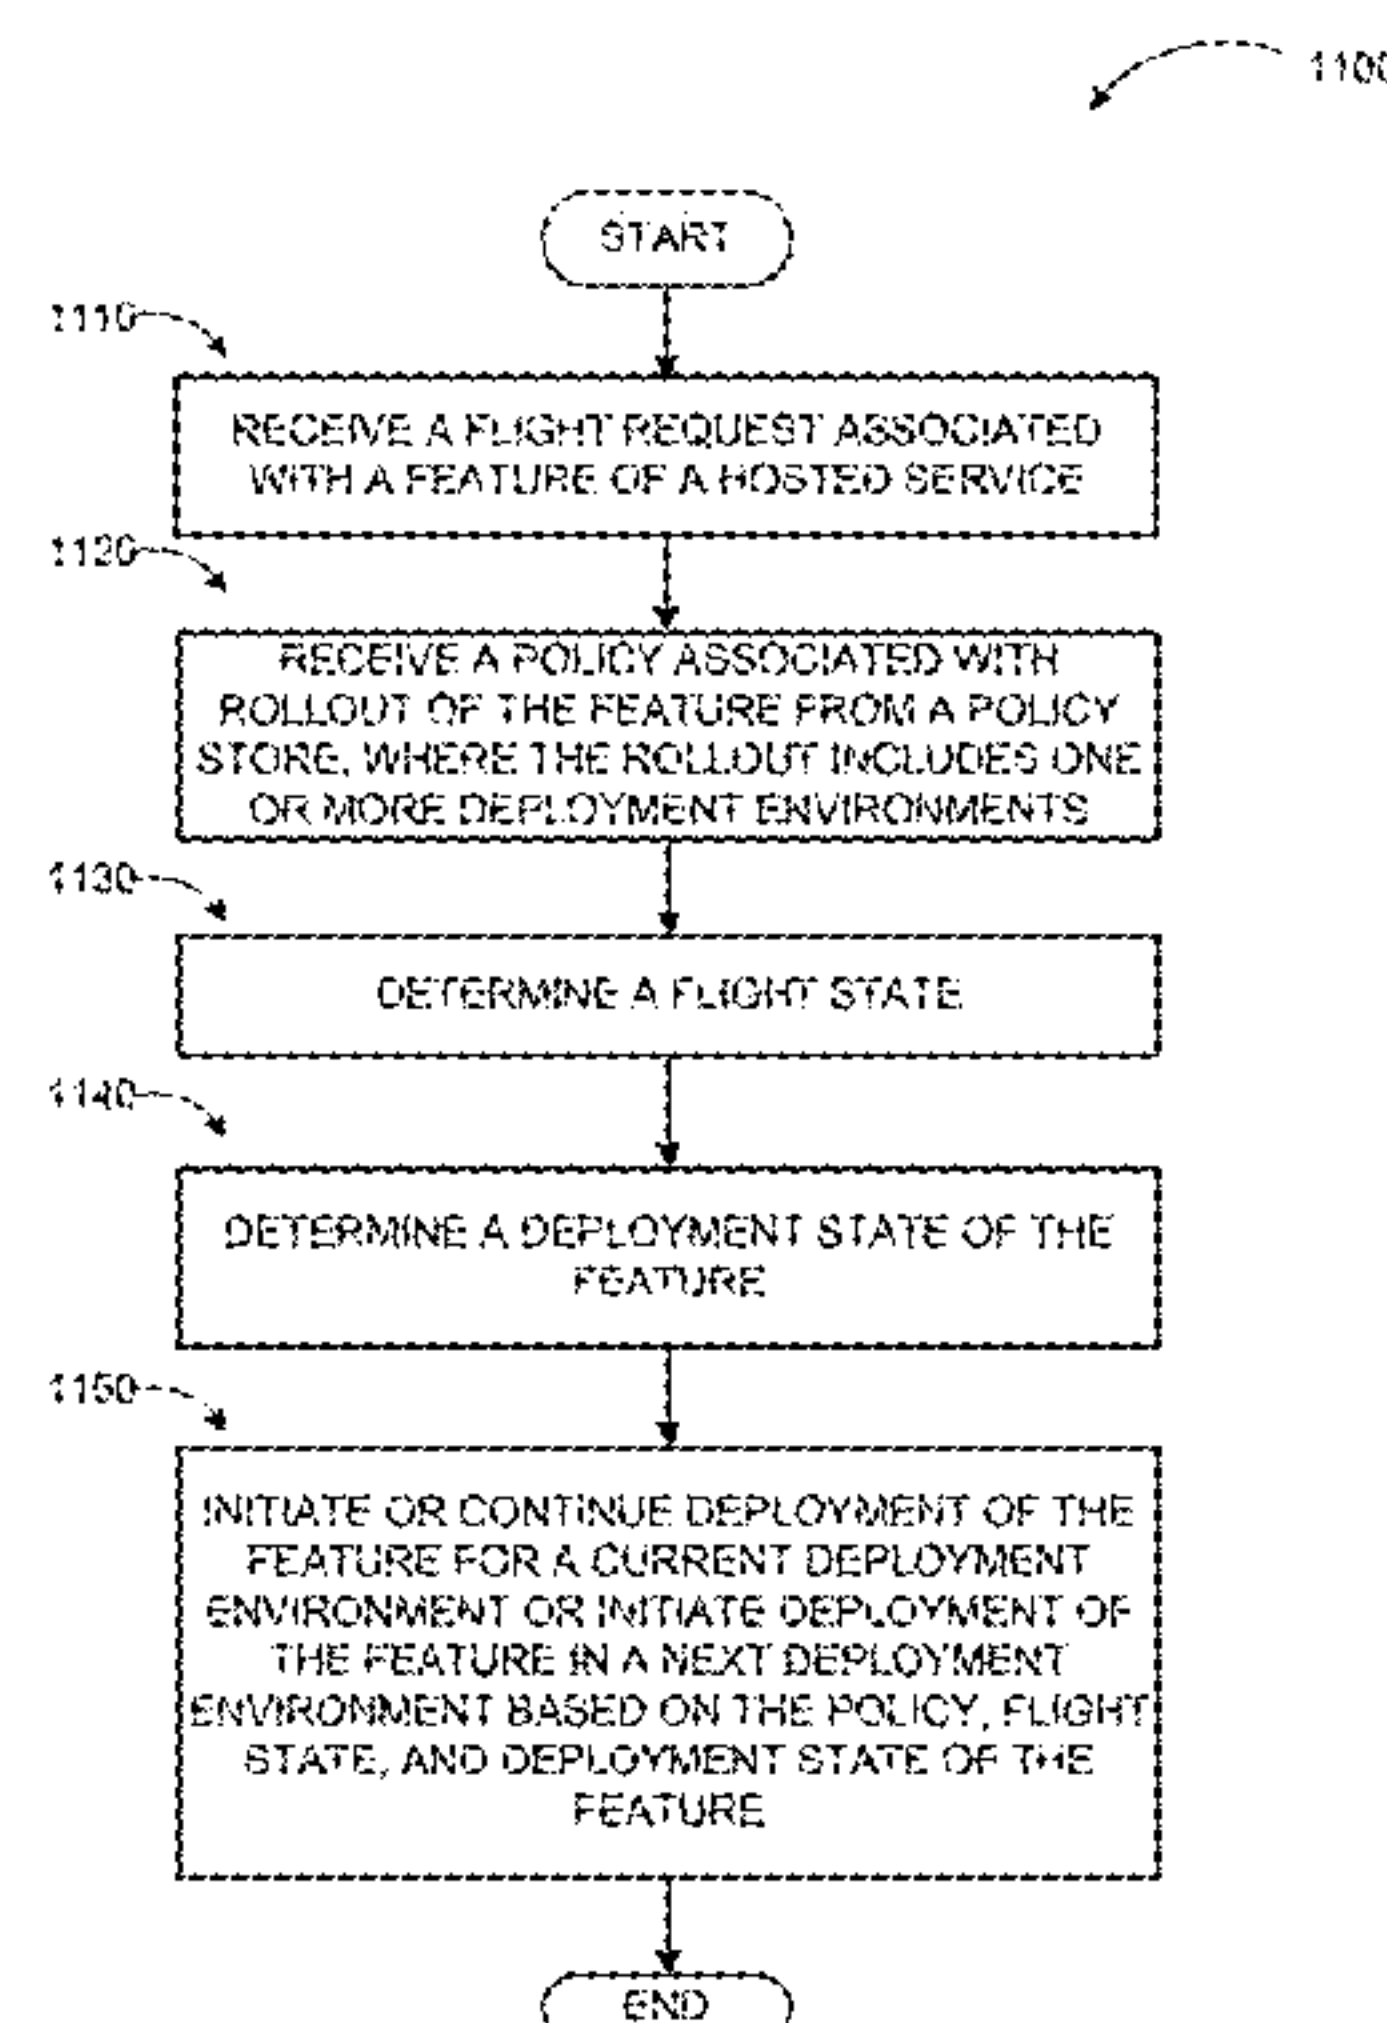 1100
START
1110
RECEIVE A FLIGHT REQUEST ASSOCIATED
WITH A FEATURE OF A HOSTED SERVICE
1120
RECEIVE A POLICY ASSOCIATED WITH
ROLLOUT OF THE FEATURE FROM A POLICY
STORE, WHERE THE ROLLOUT INCLUDES ONE
OR MORE DEPLOYMENT ENVIRONMENTS
1130
DETERMINE A FLIGHT STATE
1140
DETERMINE A DEPLOYMENT STATE OF THE
FEATURE
1150
INITIATE OR CONTINUE DEPLOYMENT OF THE
FEATURE FOR A CURRENT DEPLOYMENT
ENVIRONMENT OR INITIATE DEPLOYMENT OF
THE FEATURE IN A NEXT DEPLOYMENT
ENVIRONMENT BASED ON THE POLICY, FLIGHT
STATE, AND DEPLOYMENT STATE OF THE
FEATURE
END